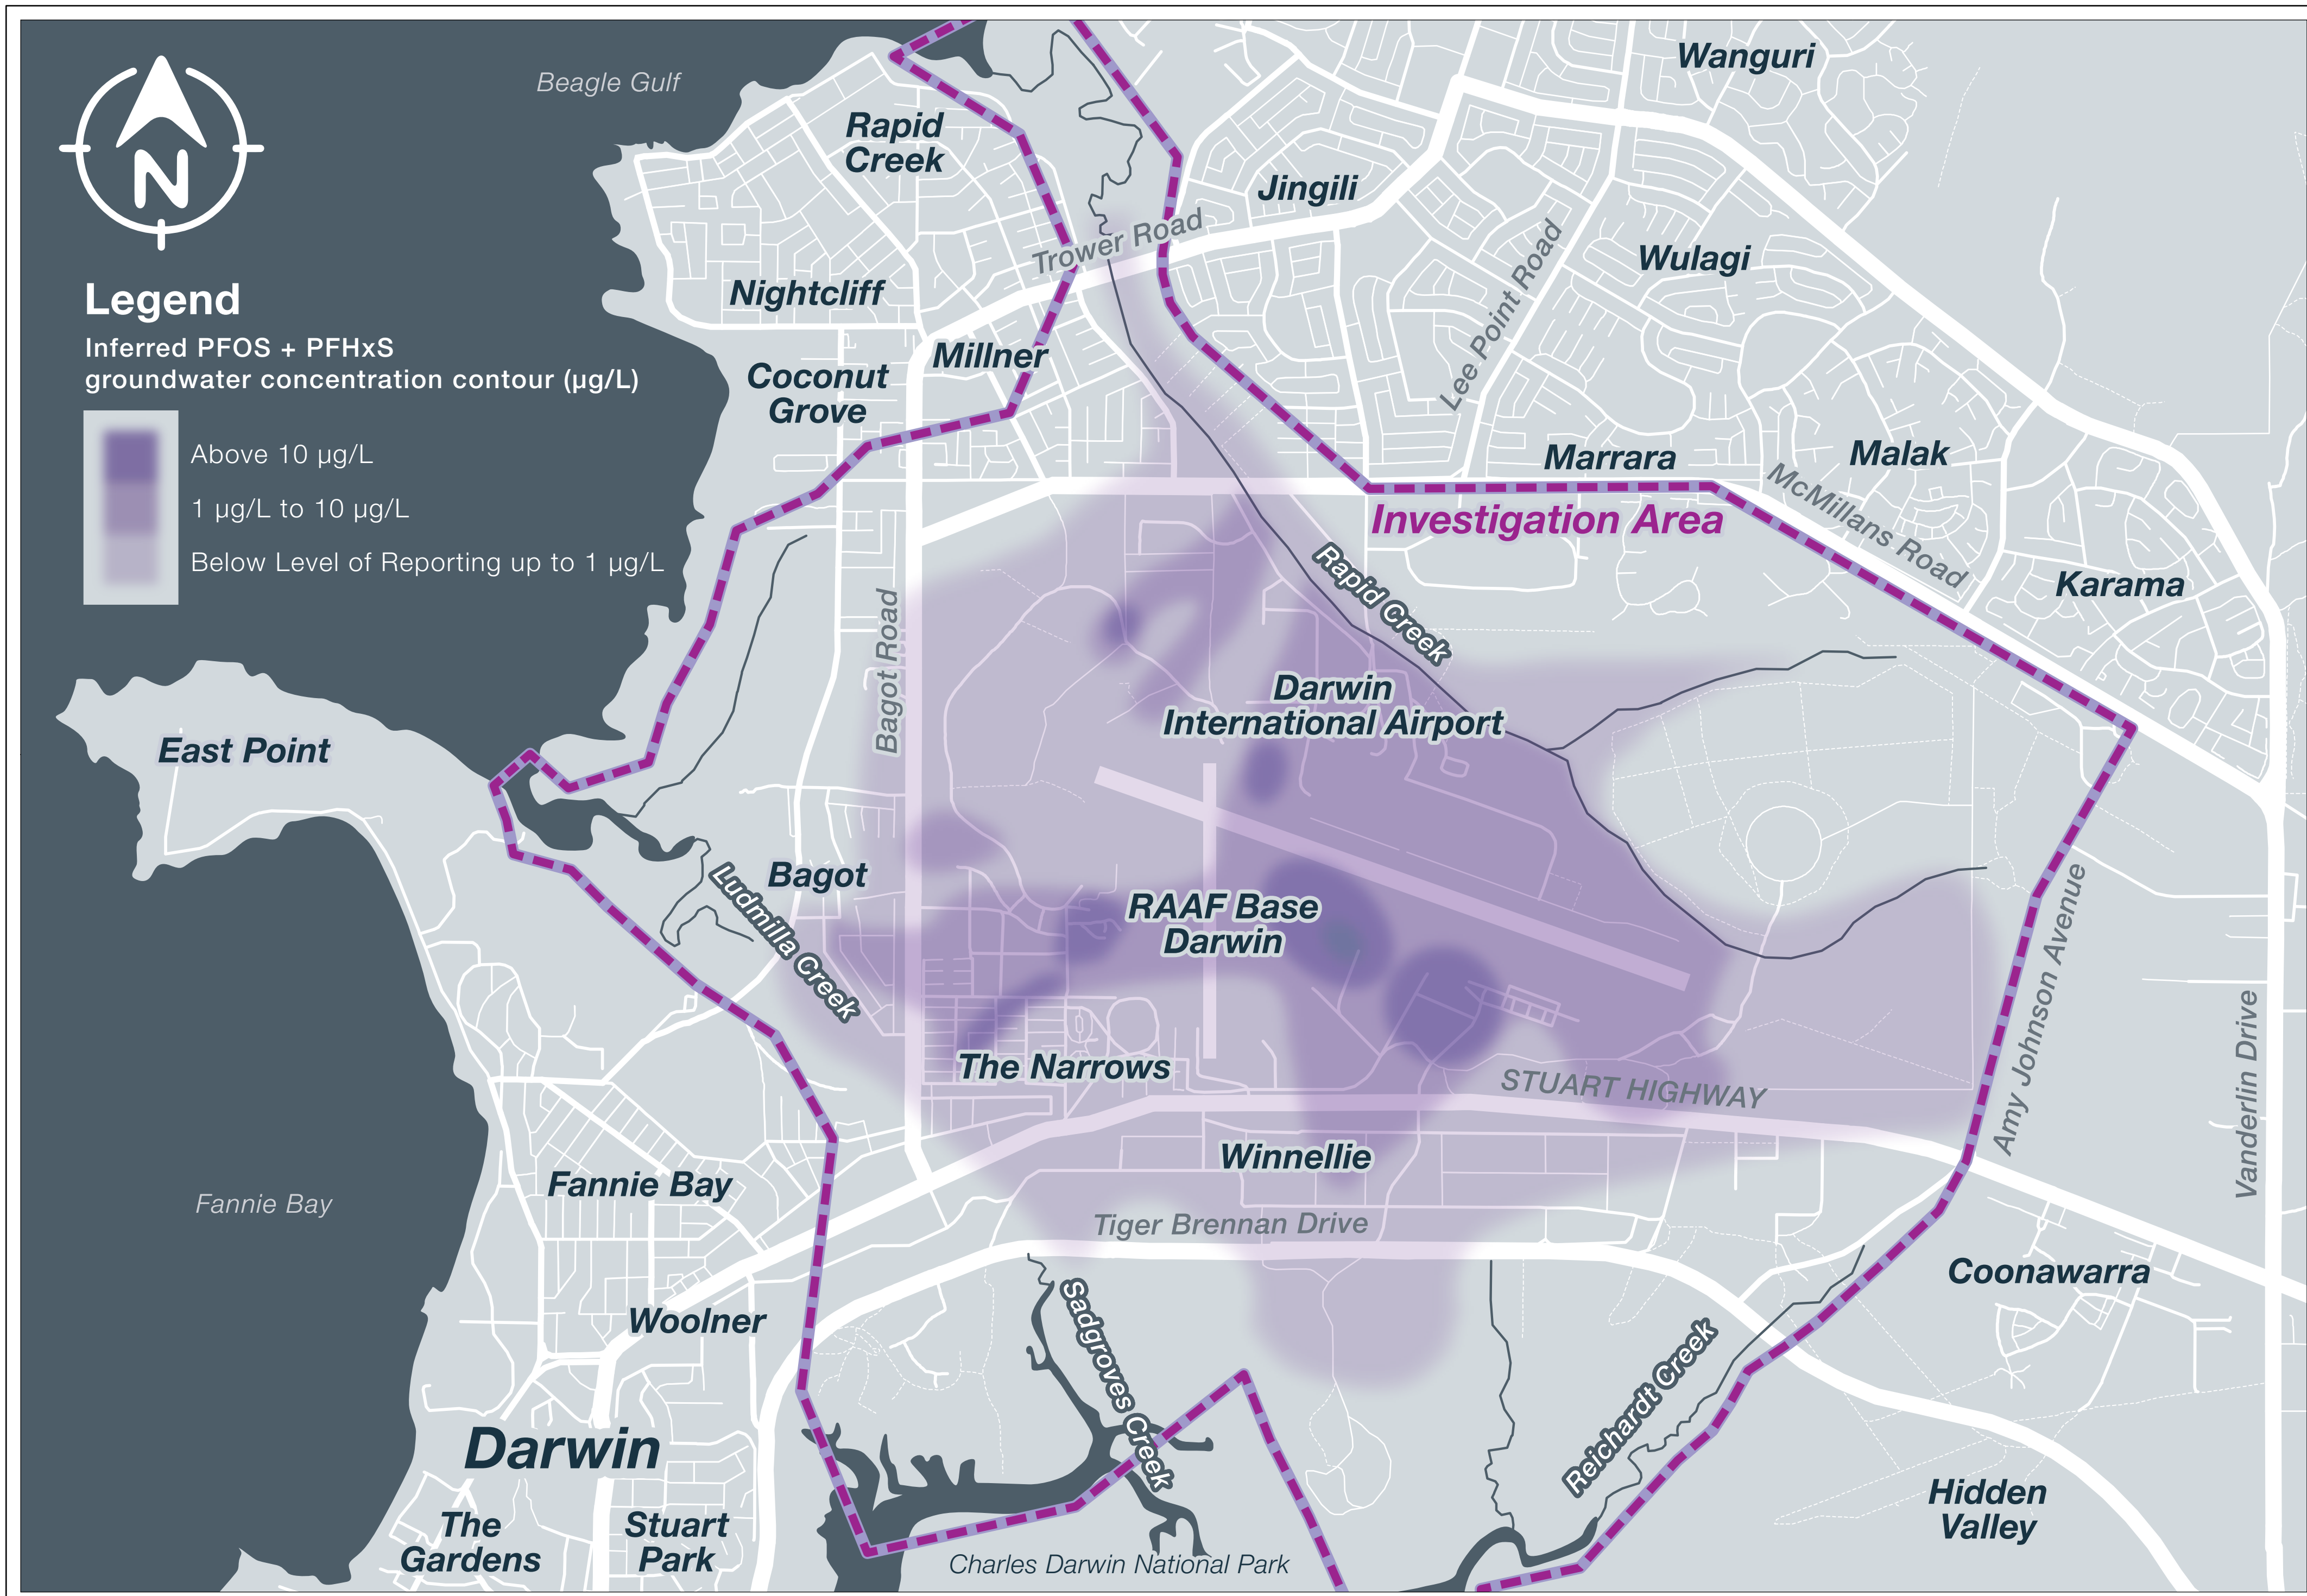 N
Legend
Inferred PFOS + PFHxS
groundwater concentration contour (µg/L)
Above 10 µg/L
1 µg/L to 10 µg/L
Below Level of Reporting up to 1 µg/L
Beagle Gulf
Wanguri
Rapid
Creek
Jingili
Trower Road
Lee Point Road
Wulagi
Nightcliff
Millner
Coconut
Grove
Marrara
Malak
McMillans Road
Investigation Area
Karama
Rapid Creek
Bagot Road
Darwin
International Airport
East Point
Bagot
Ludmilla Creek
RAAF Base
Darwin
Amy Johnson Avenue
Vanderlin Drive
The Narrows
STUART HIGHWAY
Winnellie
Fannie Bay
Fannie Bay
Tiger Brennan Drive
Coonawarra
Woolner
Sadgroves Creek
Reichardt Creek
Darwin
Hidden
Valley
The
Gardens
Stuart
Park
Charles Darwin National Park